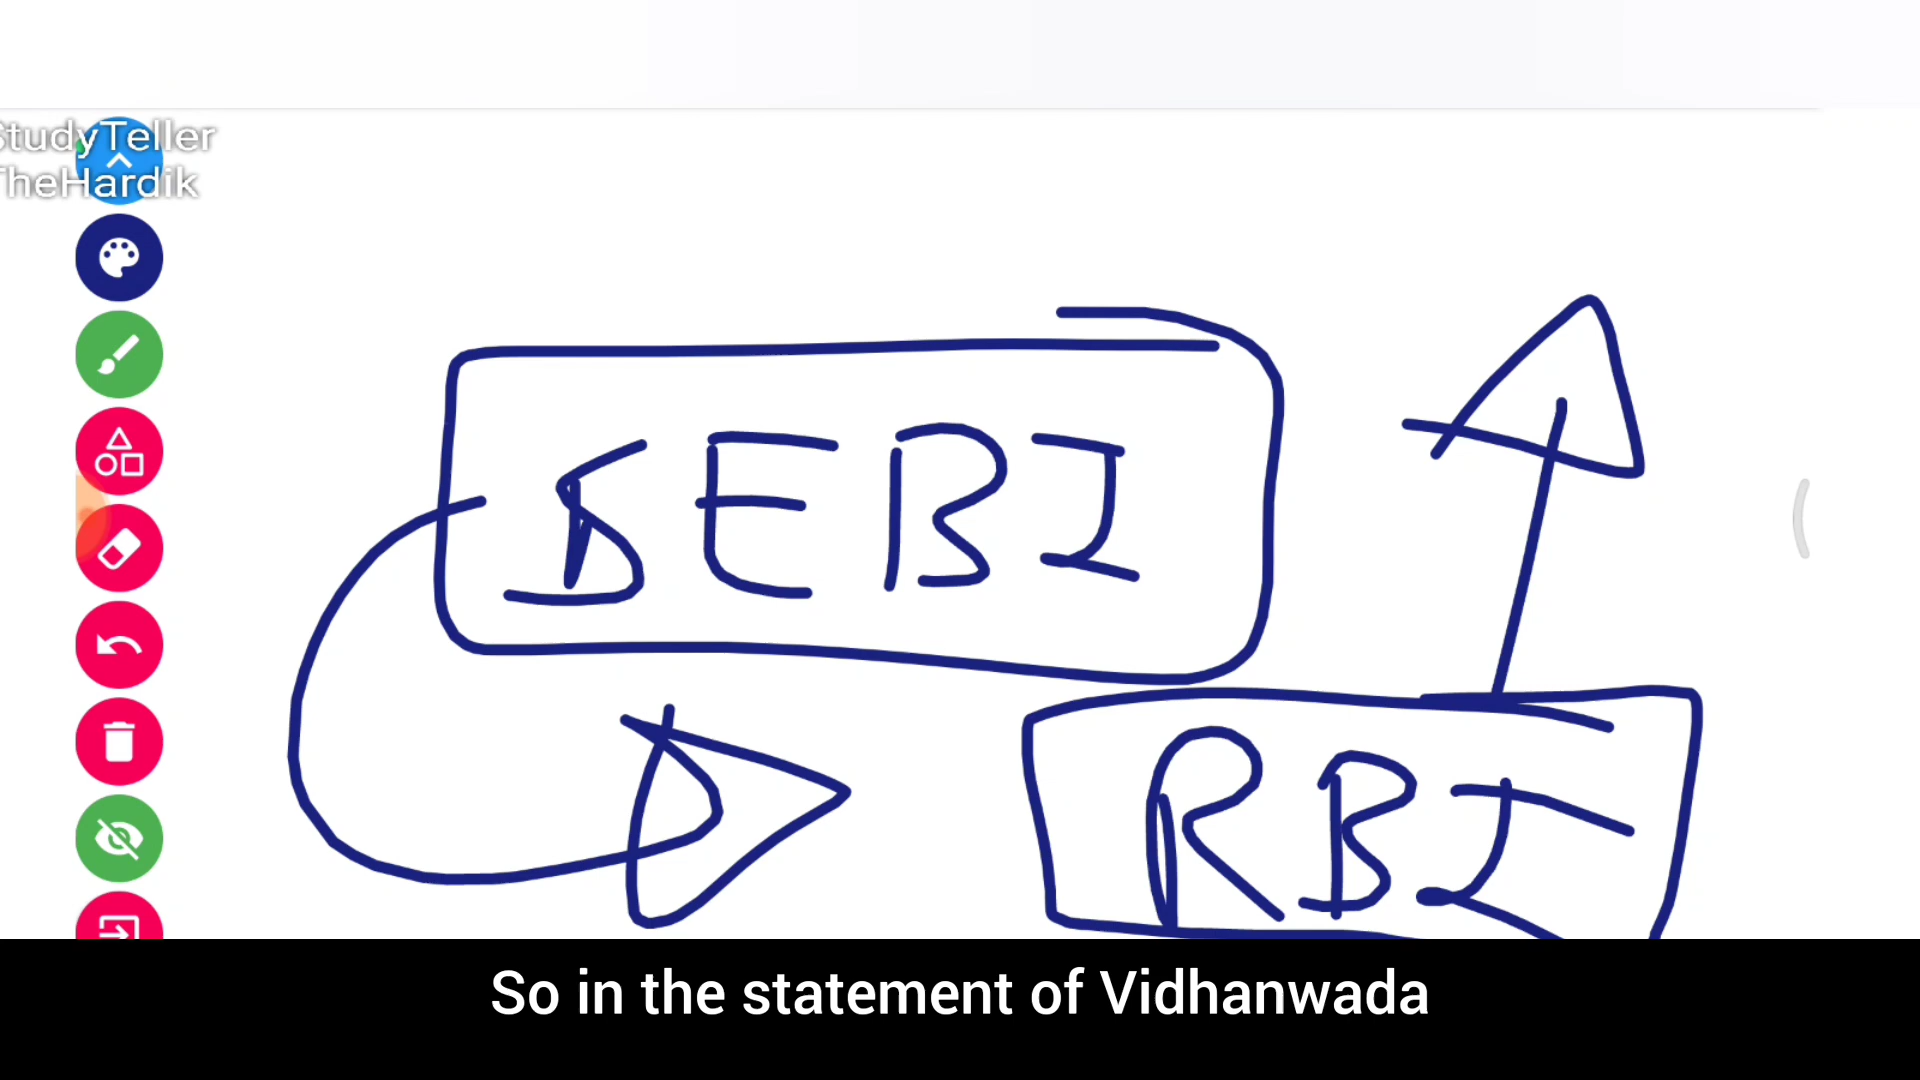 StudyTeller
TheHardik
SEBI
RBI
So in the statement of Vidhanwada